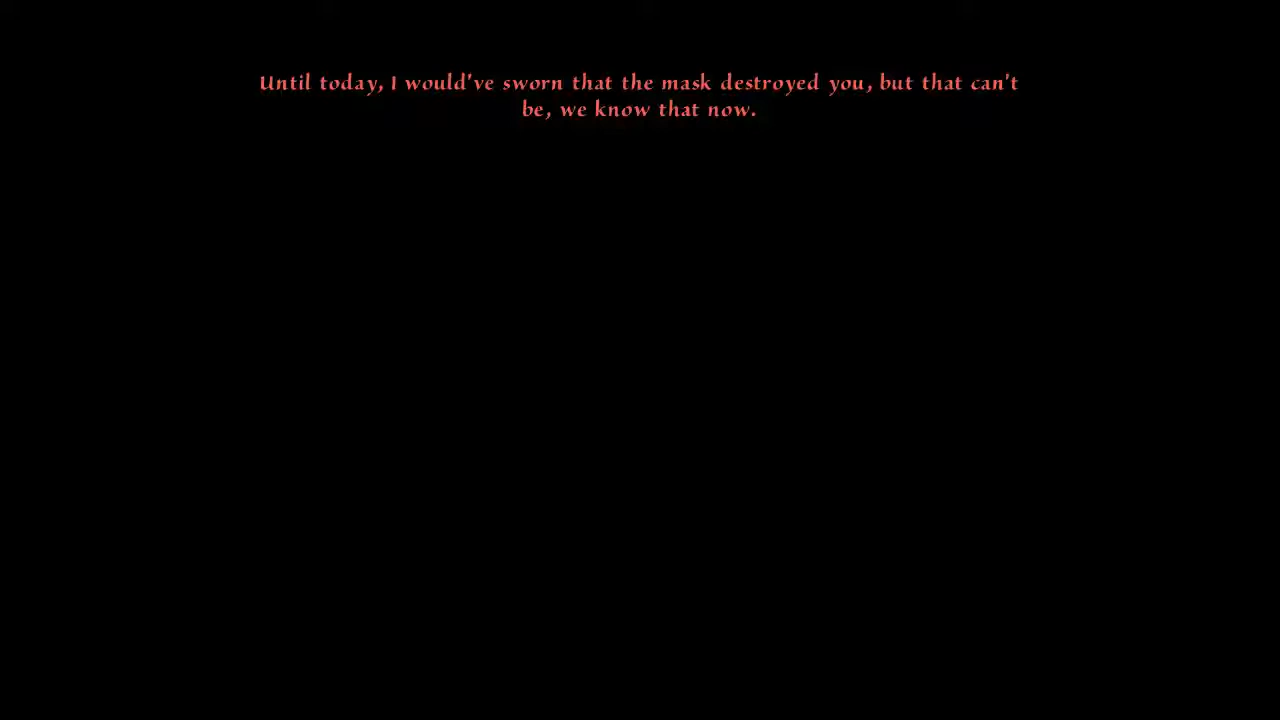 Until today, I would've sworn that the mask destroyed you, but that can't
be, we know that now.